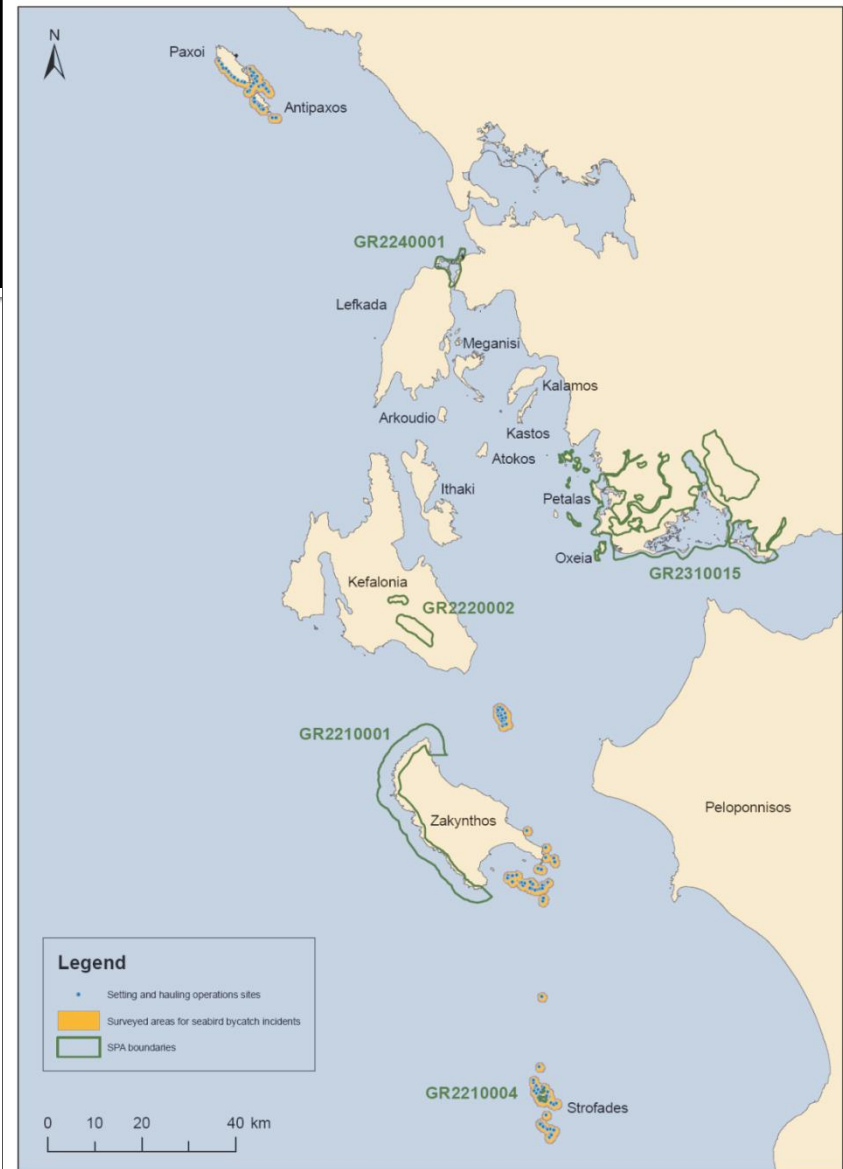 N
Paxoi
Antipaxos
GR2240001
Lefkada
Meganisi
Kalamos
Arkoudio
Kastos
Atokos
Ithaki
Petalas
Oxeia
GR2310015
Kefalonia
GR2220002
GR2210001
Zakynthos
Peloponnisos
Legend
Setting and hauling operations sites
Surveyed areas for seabird bycatch incidents
SPA boundaries
GR2210004
Strofades
0 10 20 40 km